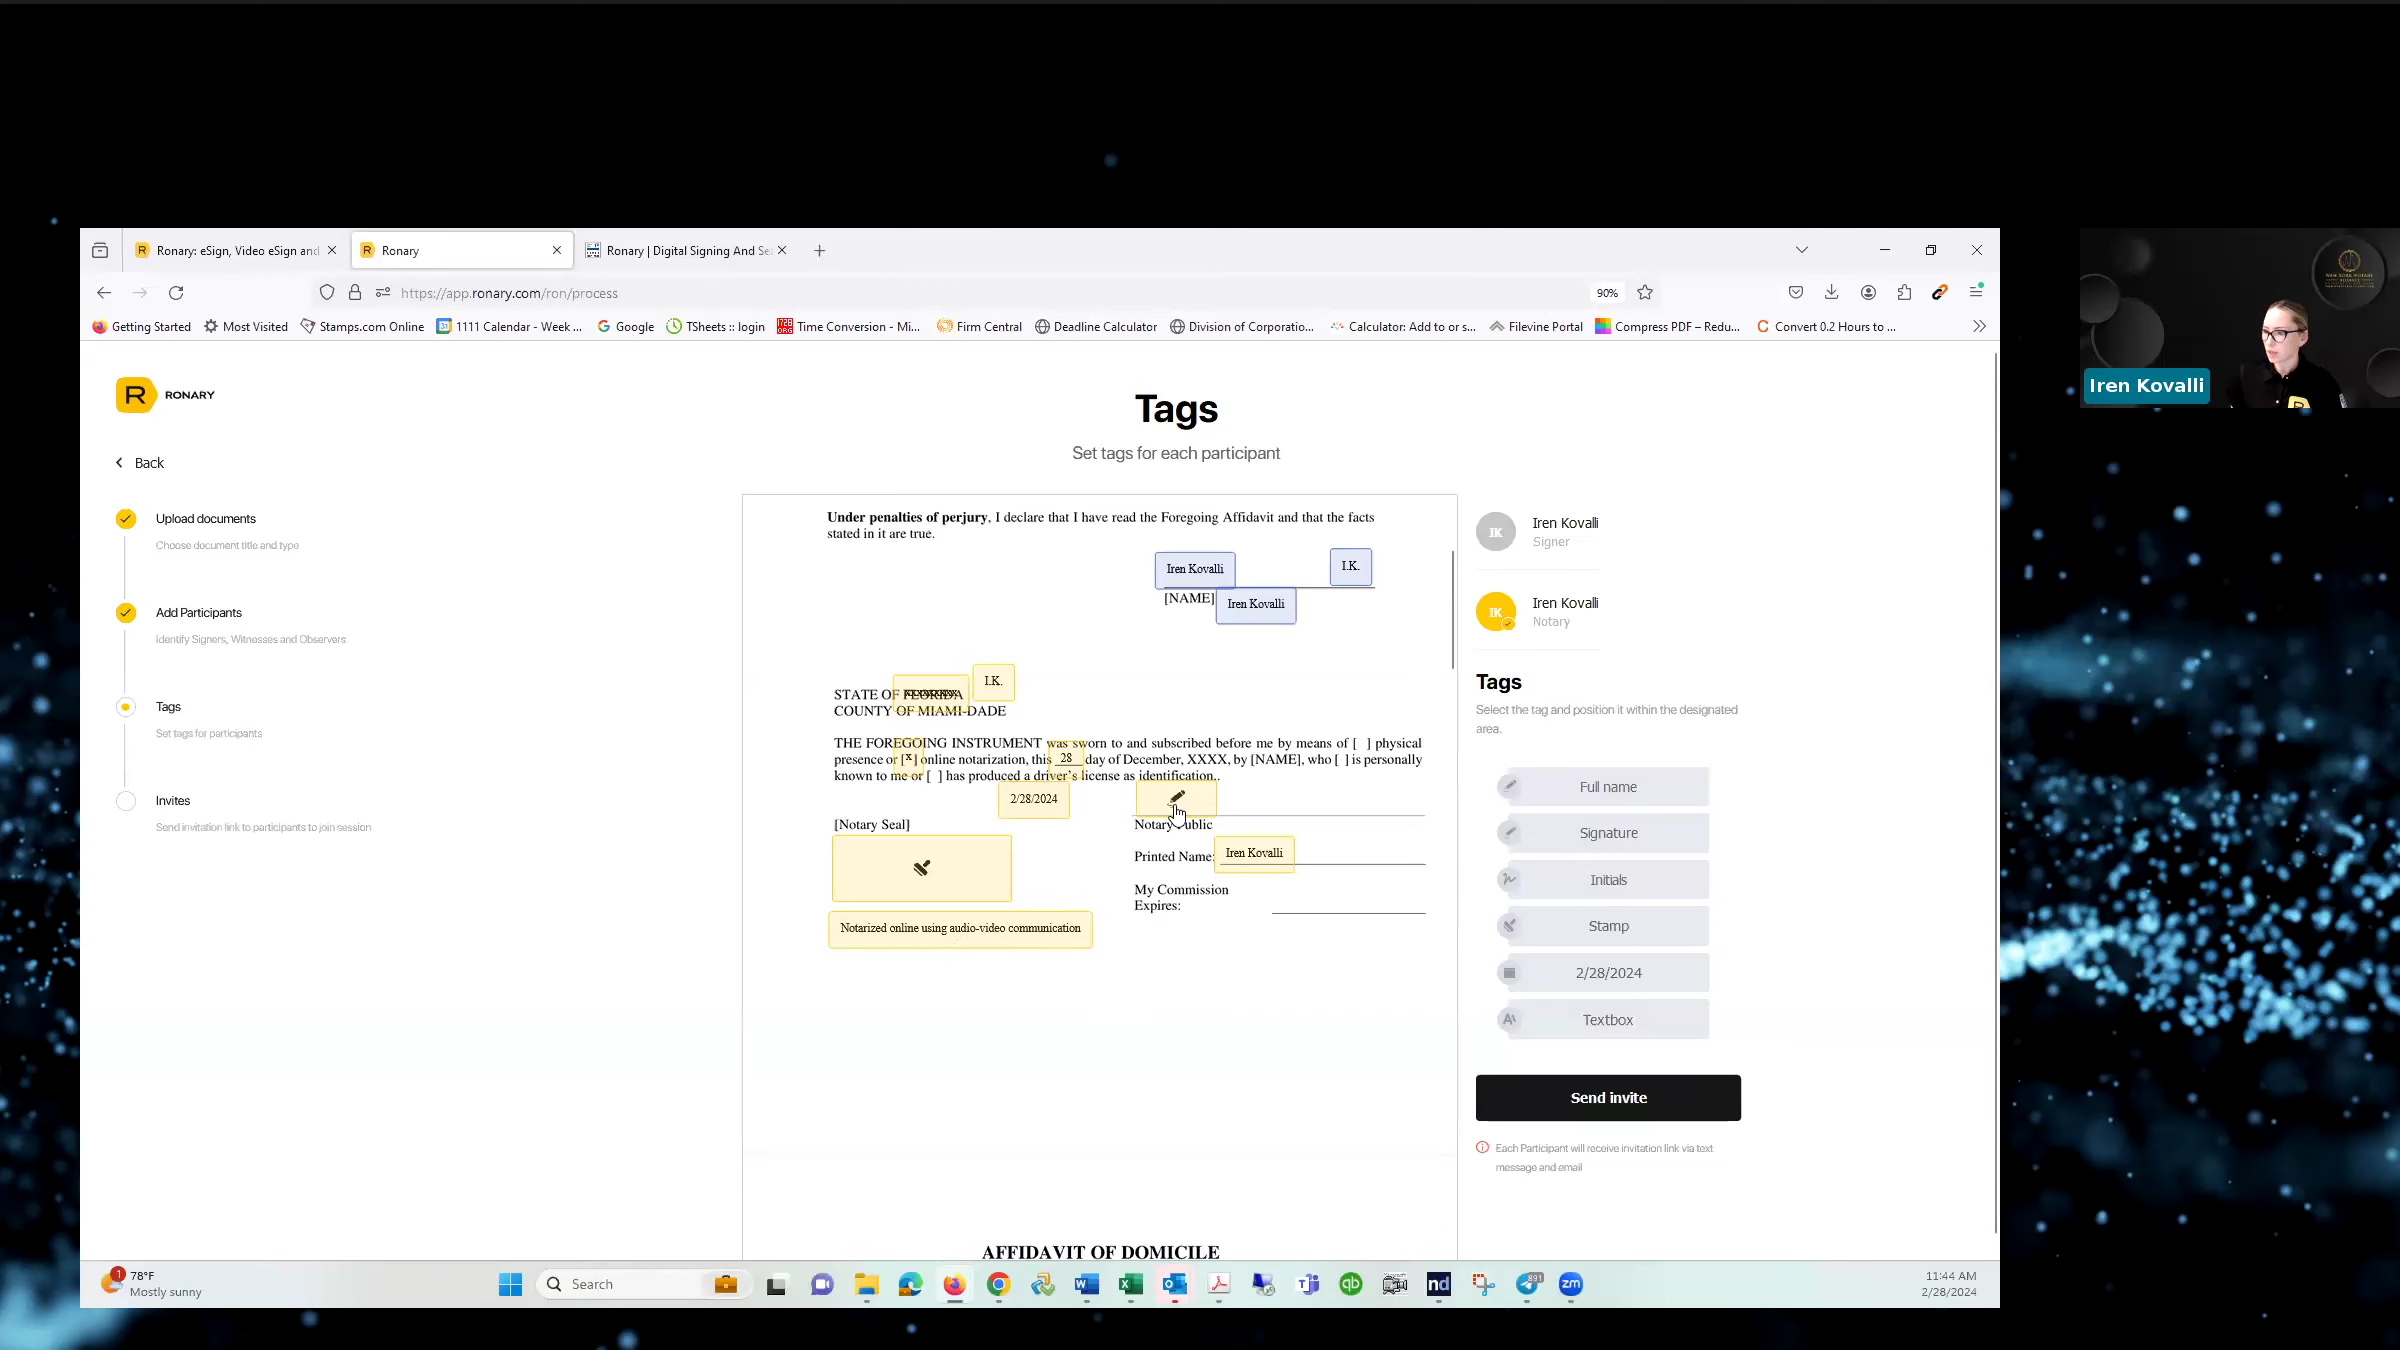 Ronary: eSign, Video eSign and
Ronary
Ronary | Digital Signing And Se
https://app.ronary.com/ron/process
90%
Getting Started
Most Visited
Stamps.com Online
1111 Calendar - Week ...
Google
TSheets :: login
Time Conversion - Mi...
Firm Central
Deadline Calculator
Division of Corporatio...
Calculator: Add to or s...
Filevine Portal
Compress PDF – Redu...
Convert 0.2 Hours to ...
R RONARY
Back
Upload documents
Choose document title and type
Add Participants
Identify Signers, Witnesses and Observers
Tags
Set tags for participants
Invites
Send invitation link to participants to join session
Tags
Set tags for each participant
Under penalties of perjury, I declare that I have read the Foregoing Affidavit and that the facts
stated in it are true.
Iren Kovalli
I.K.
[NAME]
Iren Kovalli
I.K.
STATE OF FLORIDA
COUNTY OF MIAMI-DADE
THE FOREGOING INSTRUMENT was sworn to and subscribed before me by means of [ ] physical
presence or [x] online notarization, this 28 day of December, XXXX, by [NAME], who [ ] is personally
known to me or [ ] has produced a driver's license as identification..
2/28/2024
[Notary Seal]
Notary Public
Printed Name: Iren Kovalli
My Commission
Expires:
Notarized online using audio-video communication
AFFIDAVIT OF DOMICILE
IK
Iren Kovalli
Signer
IK
Iren Kovalli
Notary
Tags
Select the tag and position it within the designated
area.
Full name
Signature
Initials
Stamp
2/28/2024
Textbox
Send invite
Each Participant will receive invitation link via text
message and email
Iren Kovalli
1
78°F
Mostly sunny
Search
891
nd
zm
11:44 AM
2/28/2024